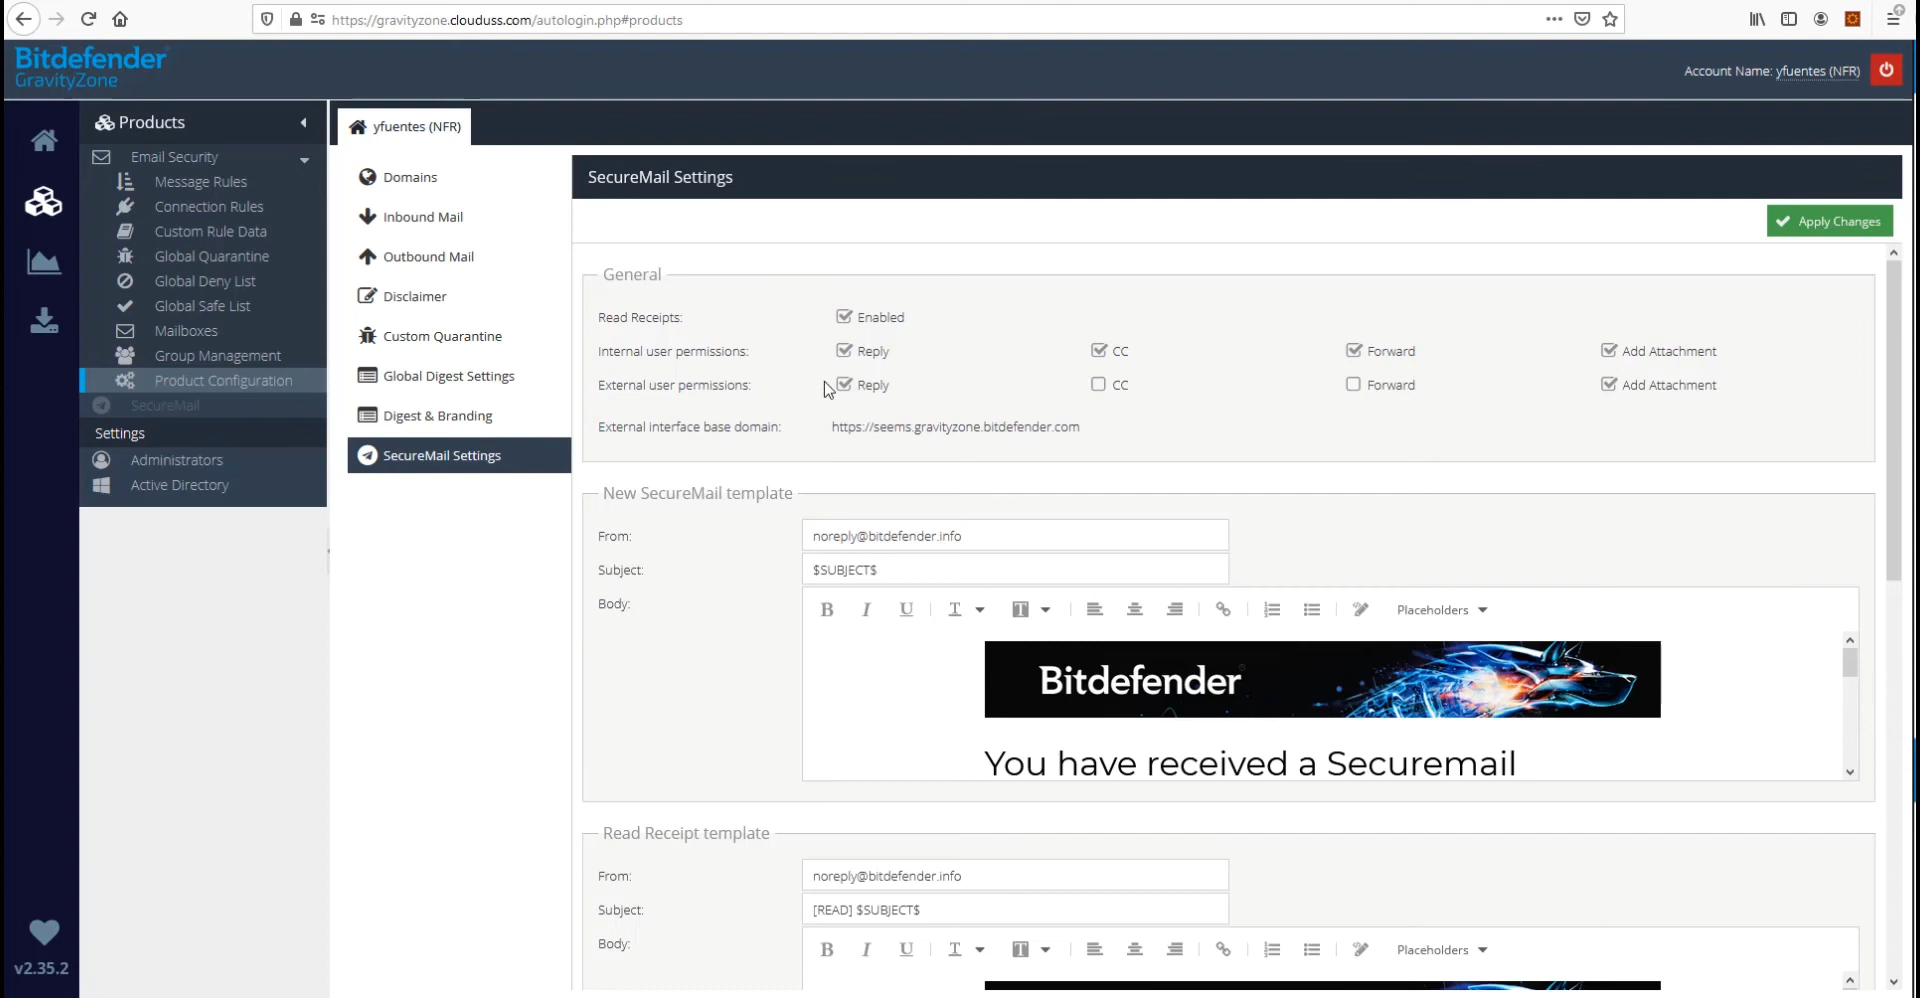 https://gravityzone.clouduss.com/autologin.php#products
Bitdefender
GravityZone
Account Name: yfuentes (NFR)
Products
Email Security
Message Rules
Connection Rules
Custom Rule Data
Global Quarantine
Global Deny List
Global Safe List
Mailboxes
Group Management
Product Configuration
SecureMail
Settings
Administrators
Active Directory
v2.35.2
yfuentes (NFR)
Domains
Inbound Mail
Outbound Mail
Disclaimer
Custom Quarantine
Global Digest Settings
Digest & Branding
SecureMail Settings
SecureMail Settings
Apply Changes
General
Read Receipts: Enabled
Internal user permissions: Reply CC Forward Add Attachment
External user permissions: Reply CC Forward Add Attachment
External interface base domain: https://seems.gravityzone.bitdefender.com
New SecureMail template
From: noreply@bitdefender.info
Subject: $SUBJECT$
Body:
B I U T T Placeholders
Bitdefender
You have received a Securemail
Read Receipt template
From: noreply@bitdefender.info
Subject: [READ] $SUBJECT$
Body:
B I U T T Placeholders